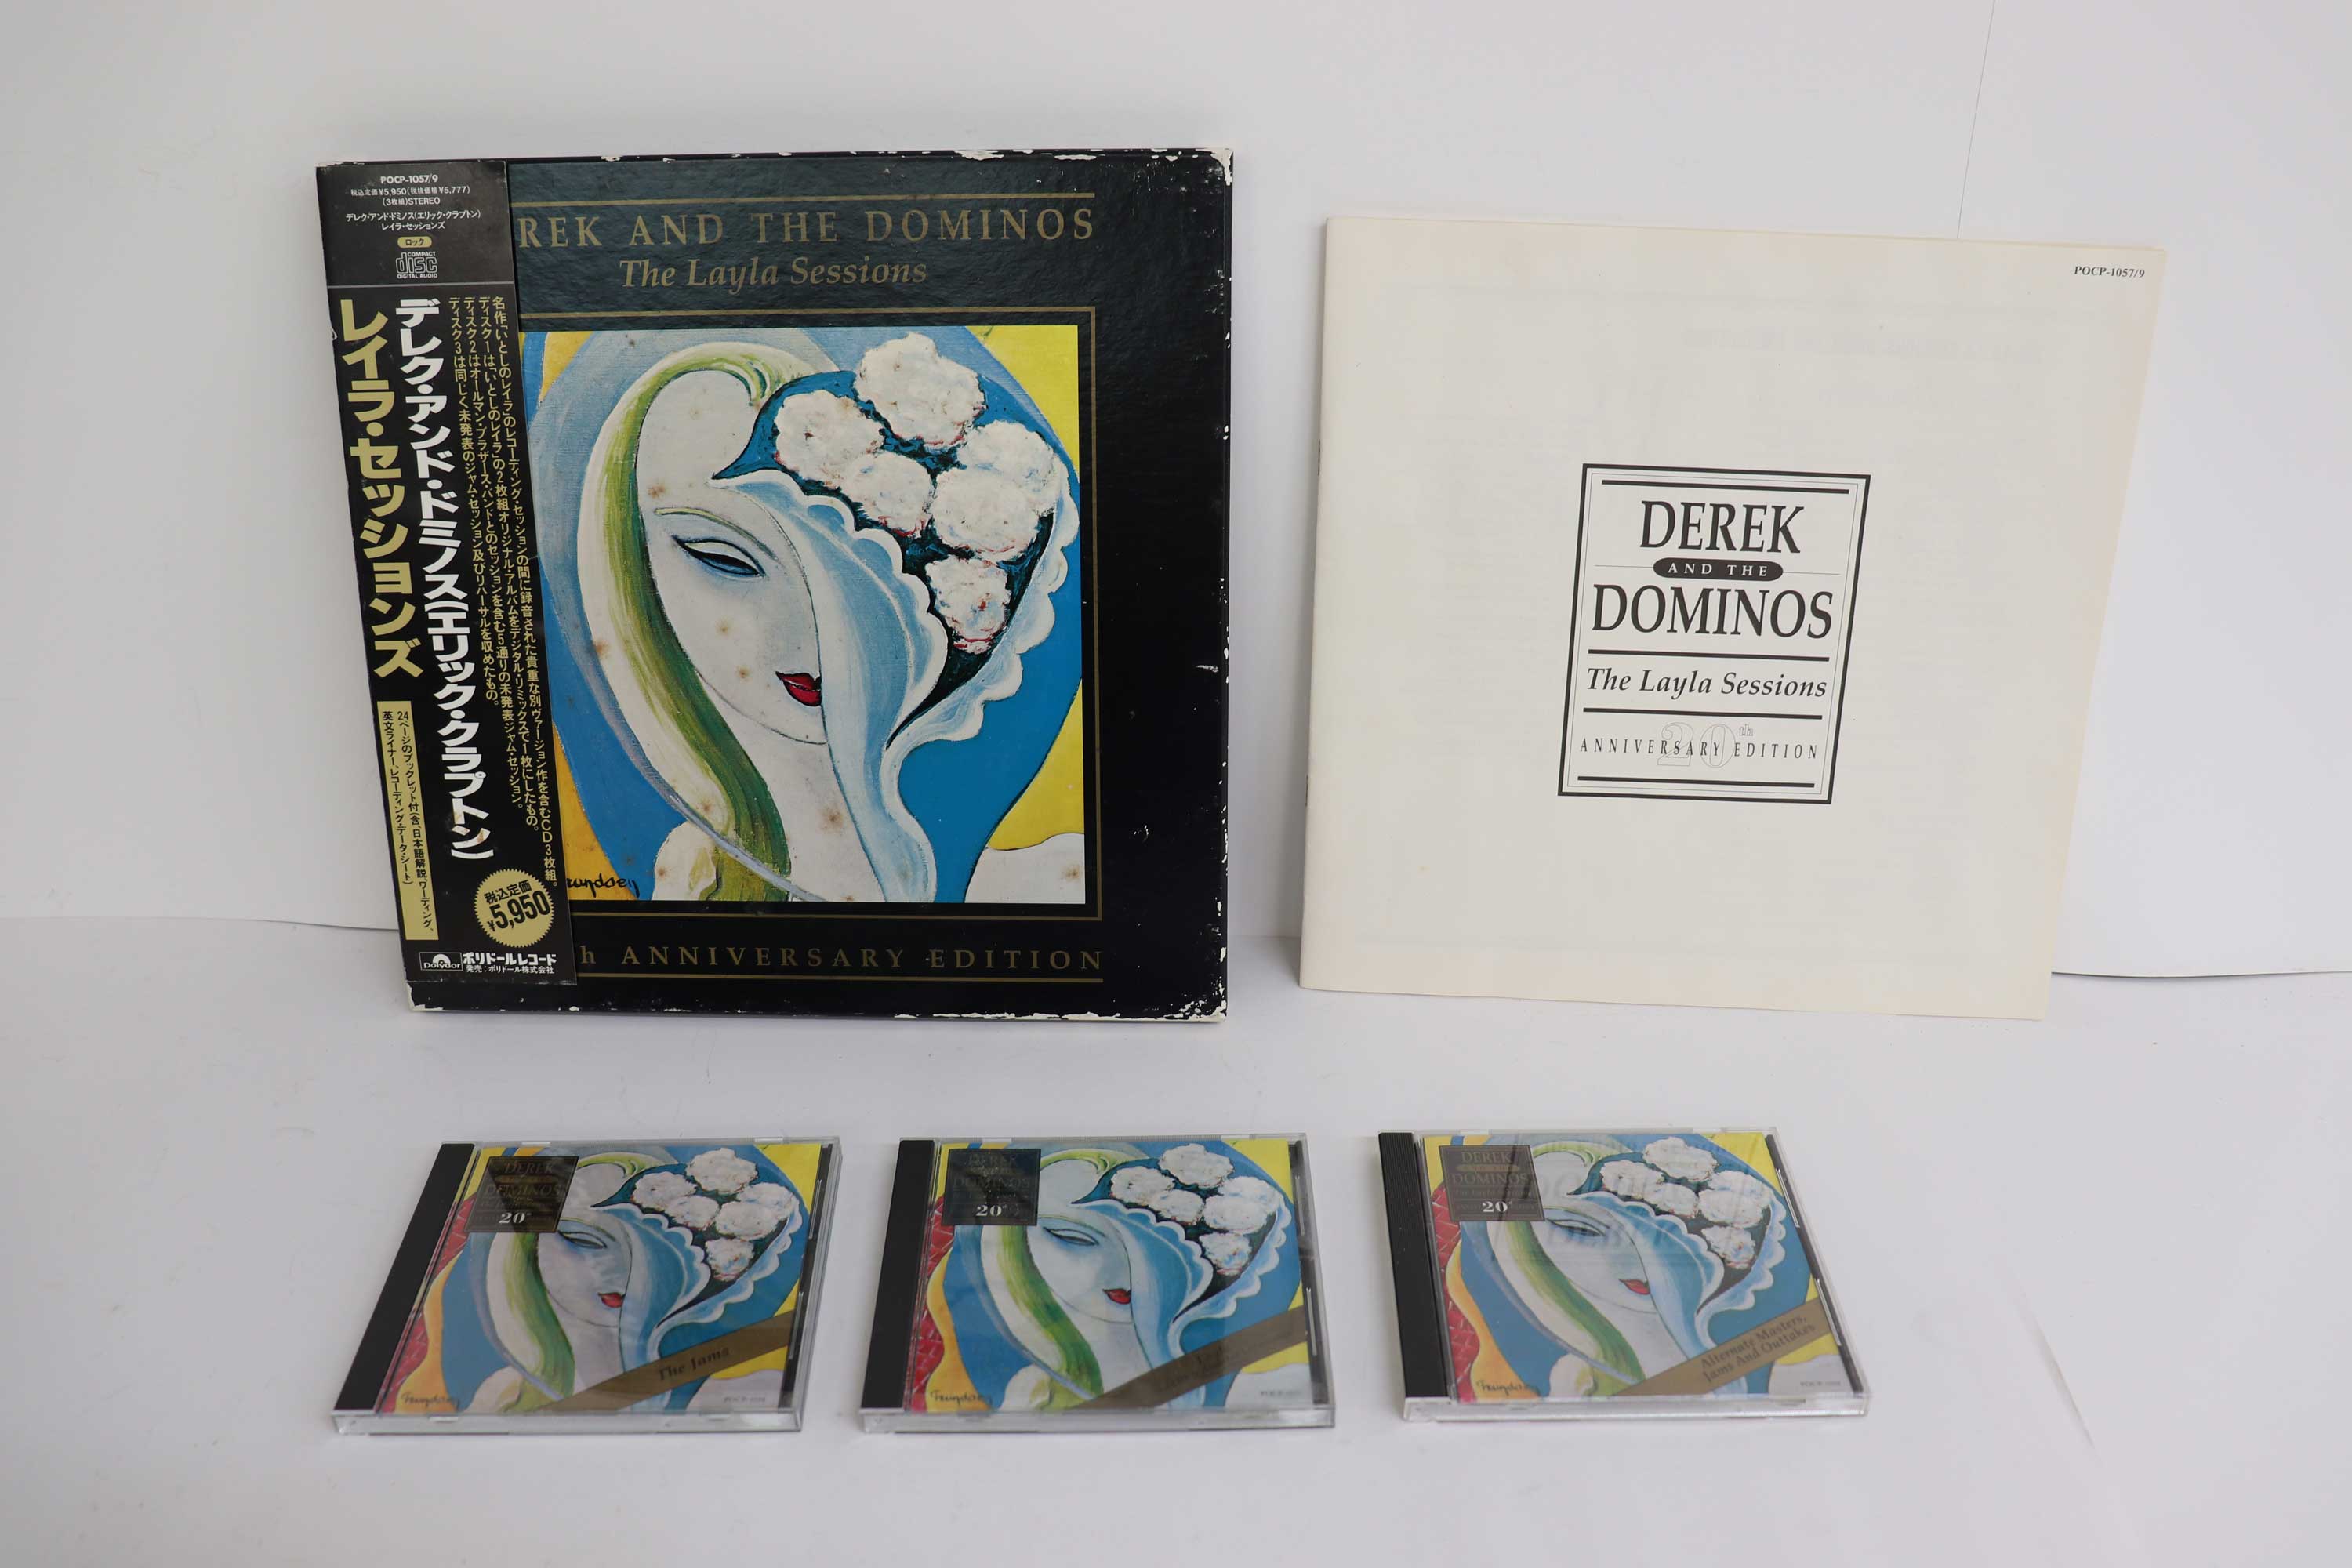 POCP-1057/9
税込定価¥5,950(税抜価格¥5,777)
(3枚組)STEREO
デレク・アンド・ドミノス(エリック・クラプトン)
レイラ・セッションズ
ロック
COMPACT
disc
DIGITAL AUDIO
名作「いとしのレイラ」のレコーディング・セッションの間に録音された貴重な別ヴァージョン作を含むCD3枚組。
ディスク1は「いとしのレイラ」の2枚組オリジナル・アルバムをデジタル・リミックスで1枚にしたもの。
ディスク2はオールマン・ブラザーズ・バンドとのセッションを含む5通りの未発表ジャム・セッション。
ディスク3は同じく未発表のジャム・セッション及びリハーサルを収めたもの。
デレク・アンド・ドミノス(エリック・クラプトン)
レイラ・セッションズ
24ページのブックレット付(含、日本語解説、ワーディング、
英文ライナー、レコーディング・データ・シート)
税込定価
¥5,950
Polydor
ポリドールレコード
発売:ポリドール株式会社
REK AND THE DOMINOS
The Layla Sessions
h ANNIVERSARY EDITION
POCP-1057/9
DEREK
AND THE
DOMINOS
The Layla Sessions
20th
ANNIVERSARY EDITION
DEREK
DOMINOS
20
The Jams
DEREK
DOMINOS
20
DEREK
AND THE
DOMINOS
20
Alternate Masters,
Jams And Outtakes